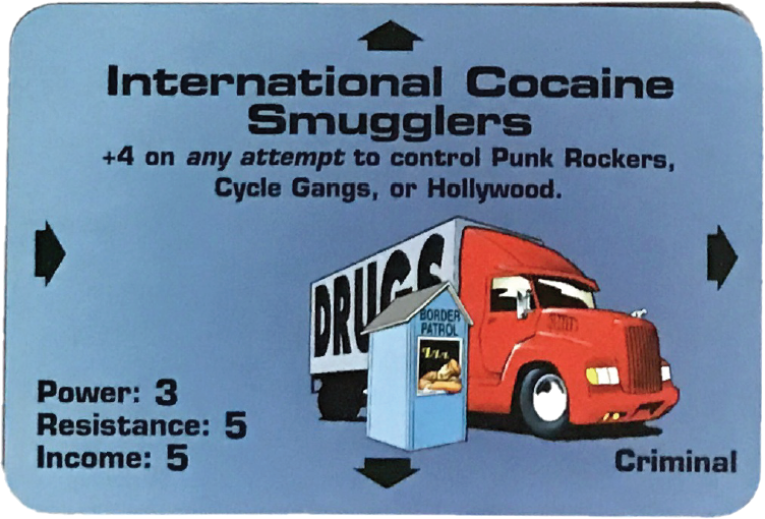 International Cocaine
Smugglers
+4 on any attempt to control Punk Rockers,
Cycle Gangs, or Hollywood.
DRUGS
BORDER
PATROL
Power: 3
Resistance: 5
Income: 5
Criminal